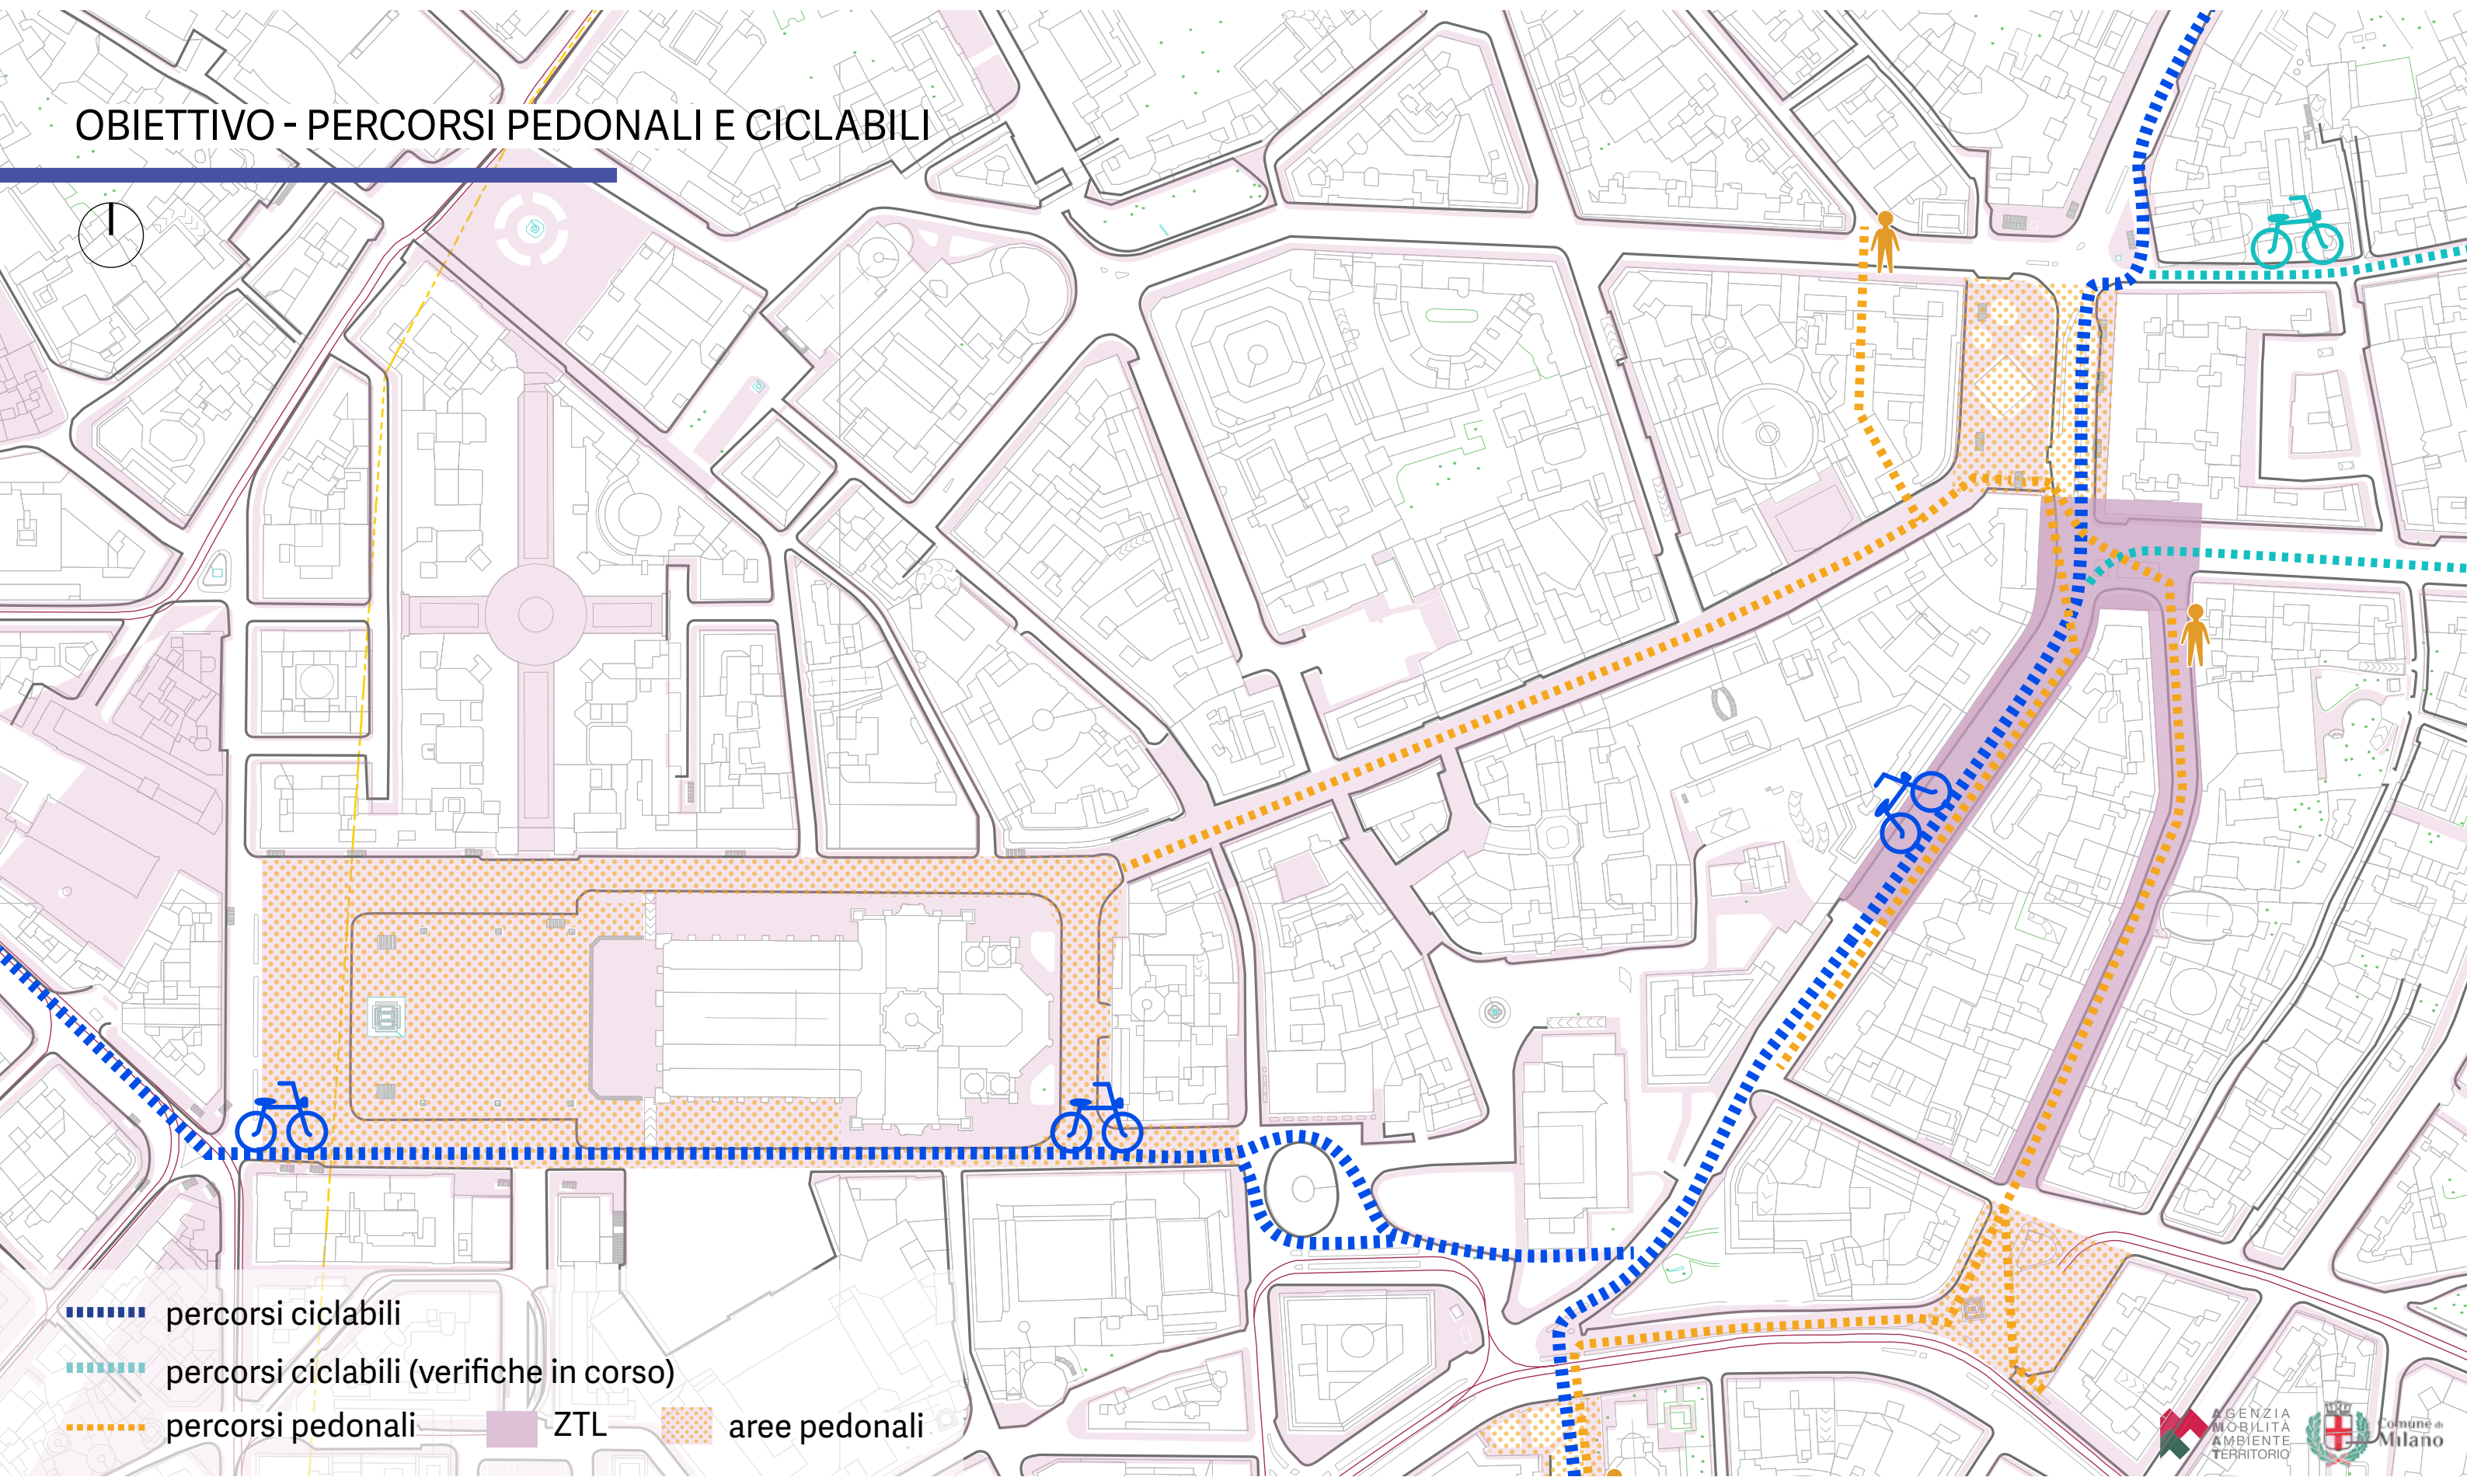 OBIETTIVO - PERCORSI PEDONALI E CICLABILI
percorsi ciclabili
percorsi ciclabili (verifiche in corso)
percorsi pedonali
ZTL
aree pedonali
AGENZIA
MOBILITÀ
AMBIENTE
TERRITORIO
Comune di
Milano